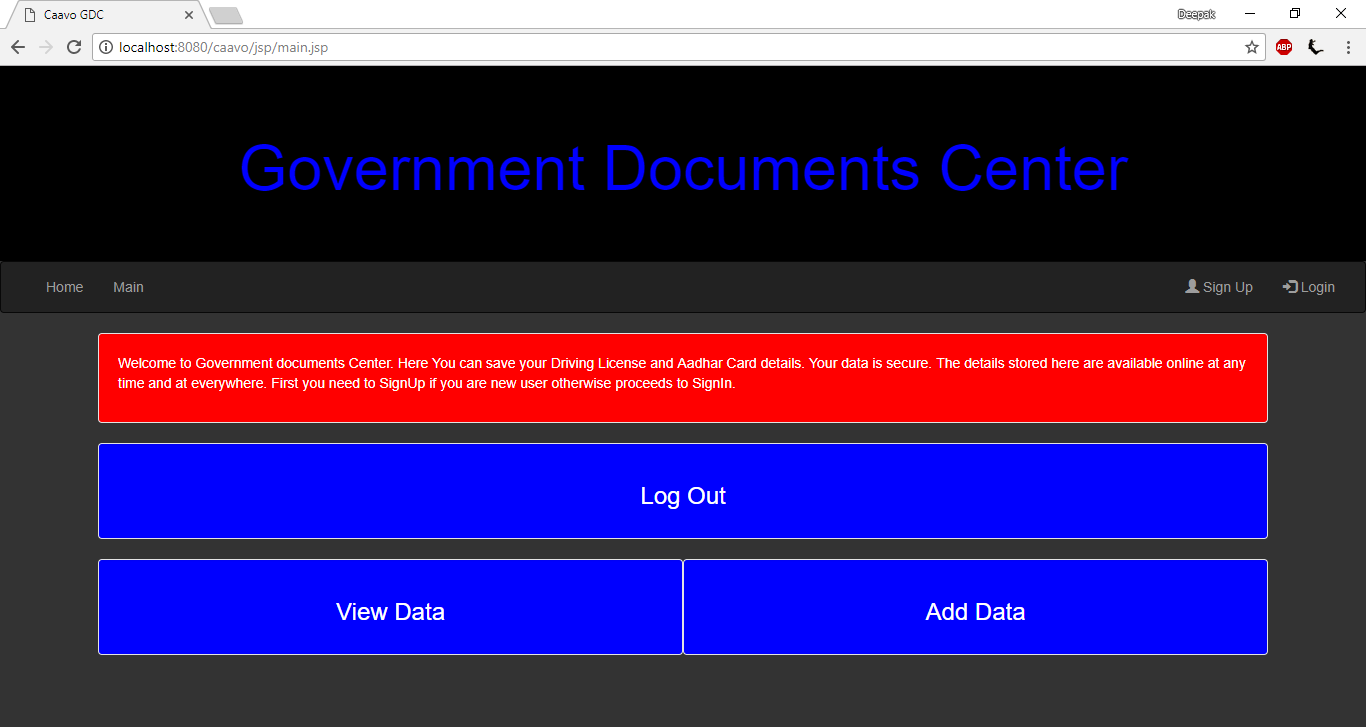 Caavo GDC
Deepak
localhost:8080/caavo/jsp/main.jsp
ABP
Government Documents Center
Home Main Sign Up Login
Welcome to Government documents Center. Here You can save your Driving License and Aadhar Card details. Your data is secure. The details stored here are available online at any
time and at everywhere. First you need to SignUp if you are new user otherwise proceeds to SignIn.
Log Out
View Data Add Data